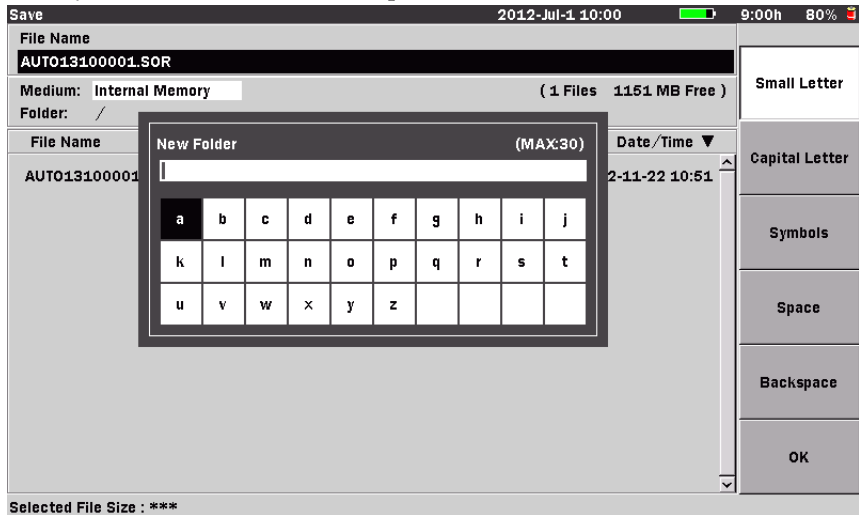 Save 2012-Jul-1 10:00 9:00h 80%
File Name
AUTO13100001.SOR
Medium: Internal Memory ( 1 Files 1151 MB Free )
Folder: /
File Name Date/Time ▼
AUTO13100001 2-11-22 10:51
New Folder (MAX:30)
a b c d e f g h i j
k l m n o p q r s t
u v w x y z
Small Letter
Capital Letter
Symbols
Space
Backspace
OK
Selected File Size : ***